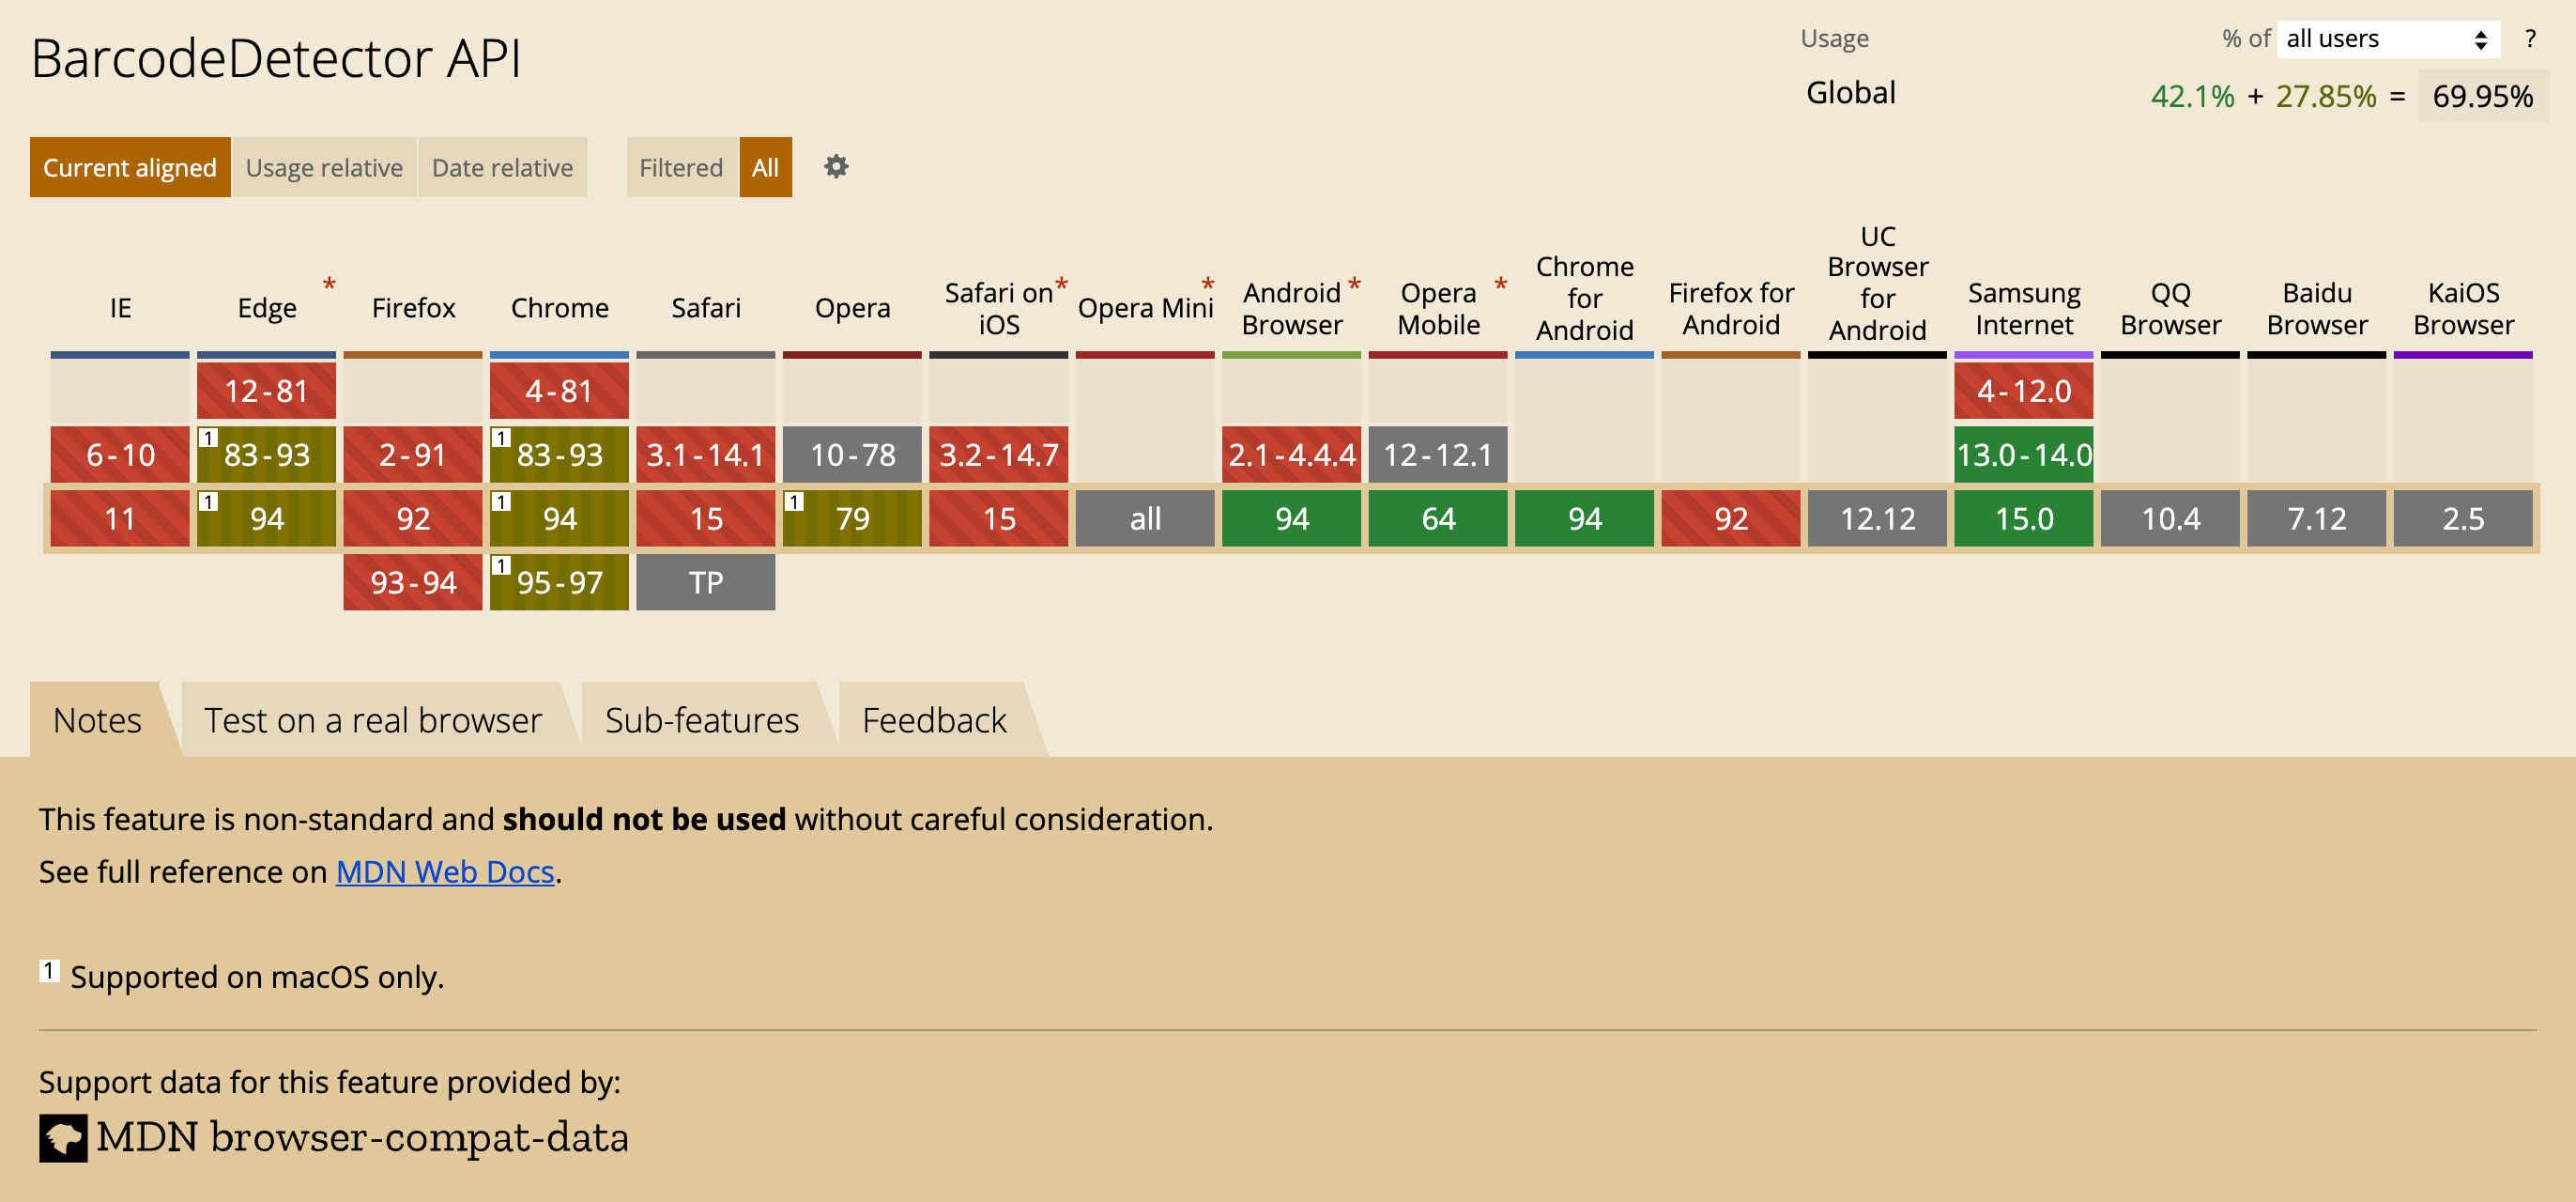 BarcodeDetector API
Usage % of all users ?
Global 42.1% + 27.85% = 69.95%
Current aligned Usage relative Date relative Filtered All
IE Edge * Firefox Chrome Safari Opera Safari on iOS * Opera Mini * Android Browser * Opera Mobile * Chrome for Android Firefox for Android UC Browser for Android Samsung Internet QQ Browser Baidu Browser KaiOS Browser
12-81 4-81 4-12.0
6-10 1 83-93 2-91 1 83-93 3.1-14.1 10-78 3.2-14.7 2.1-4.4.4 12-12.1 13.0-14.0
11 1 94 92 1 94 15 1 79 15 all 94 64 94 92 12.12 15.0 10.4 7.12 2.5
93-94 1 95-97 TP
Notes Test on a real browser Sub-features Feedback
This feature is non-standard and should not be used without careful consideration.
See full reference on MDN Web Docs.
1 Supported on macOS only.
Support data for this feature provided by:
MDN browser-compat-data